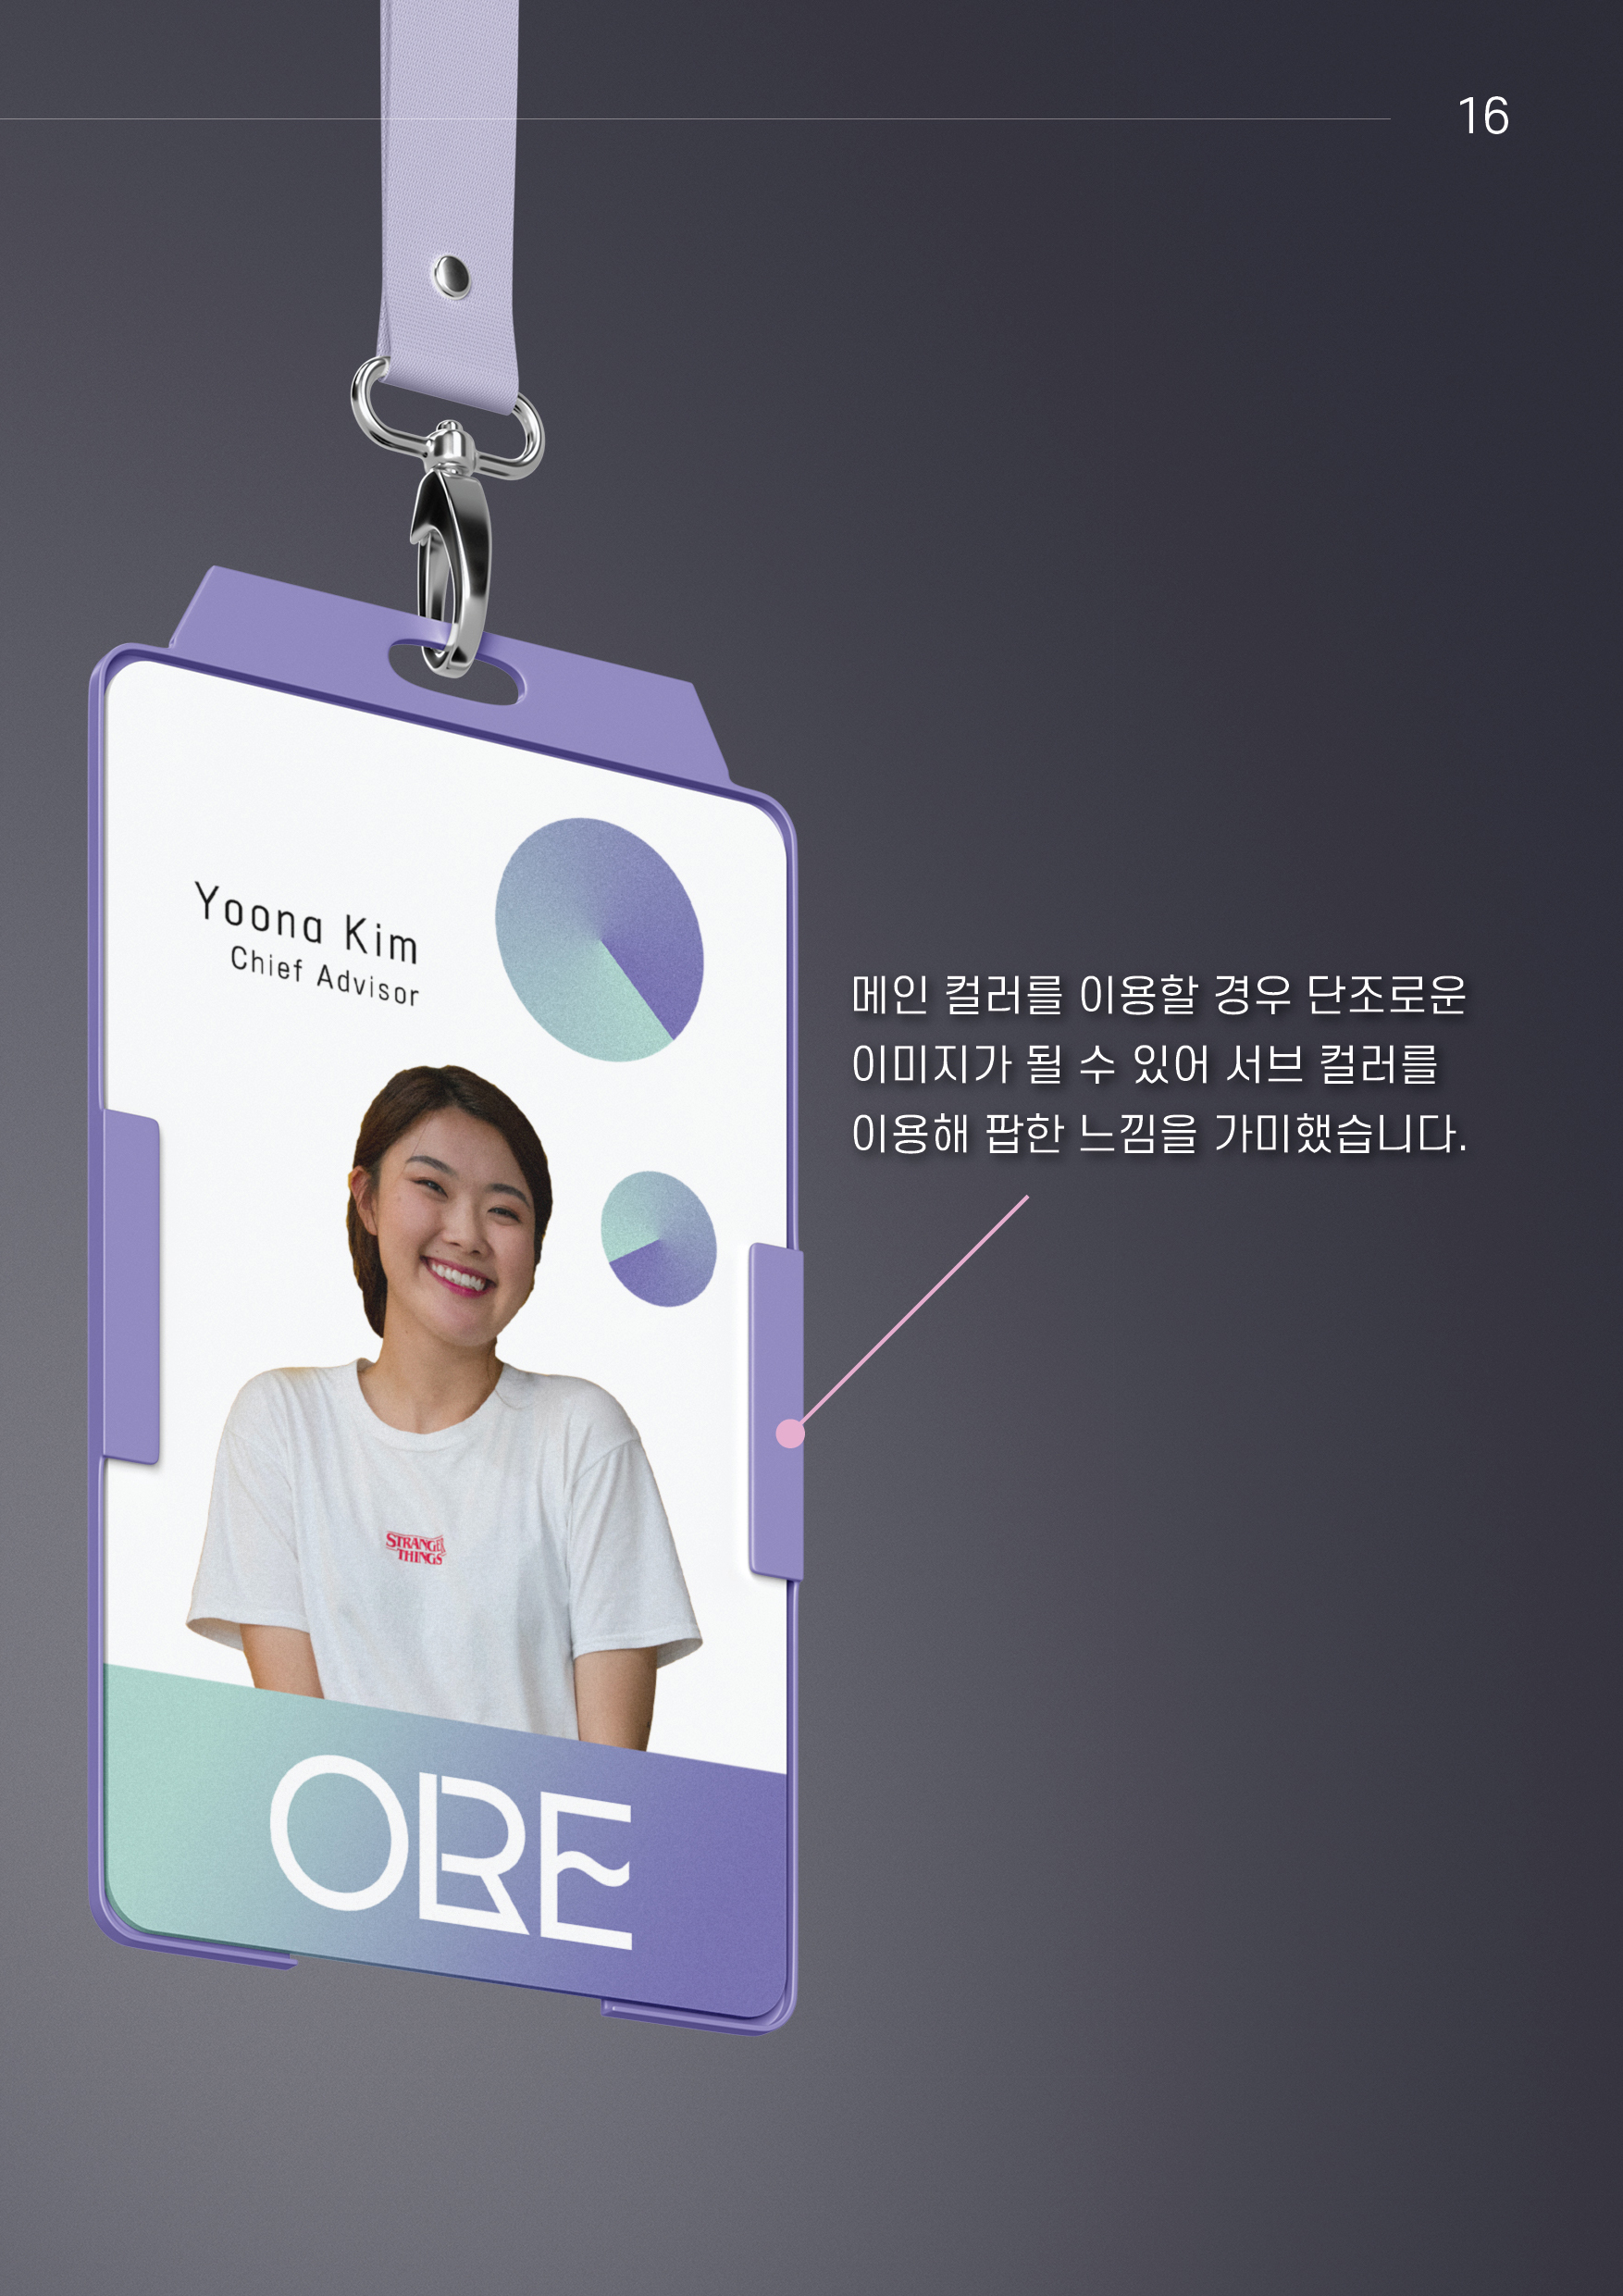 16
Yoona Kim
Chief Advisor
메인 컬러를 이용할 경우 단조로운
이미지가 될 수 있어 서브 컬러를
이용해 팝한 느낌을 가미했습니다.
STRANGER
THINGS
ORE